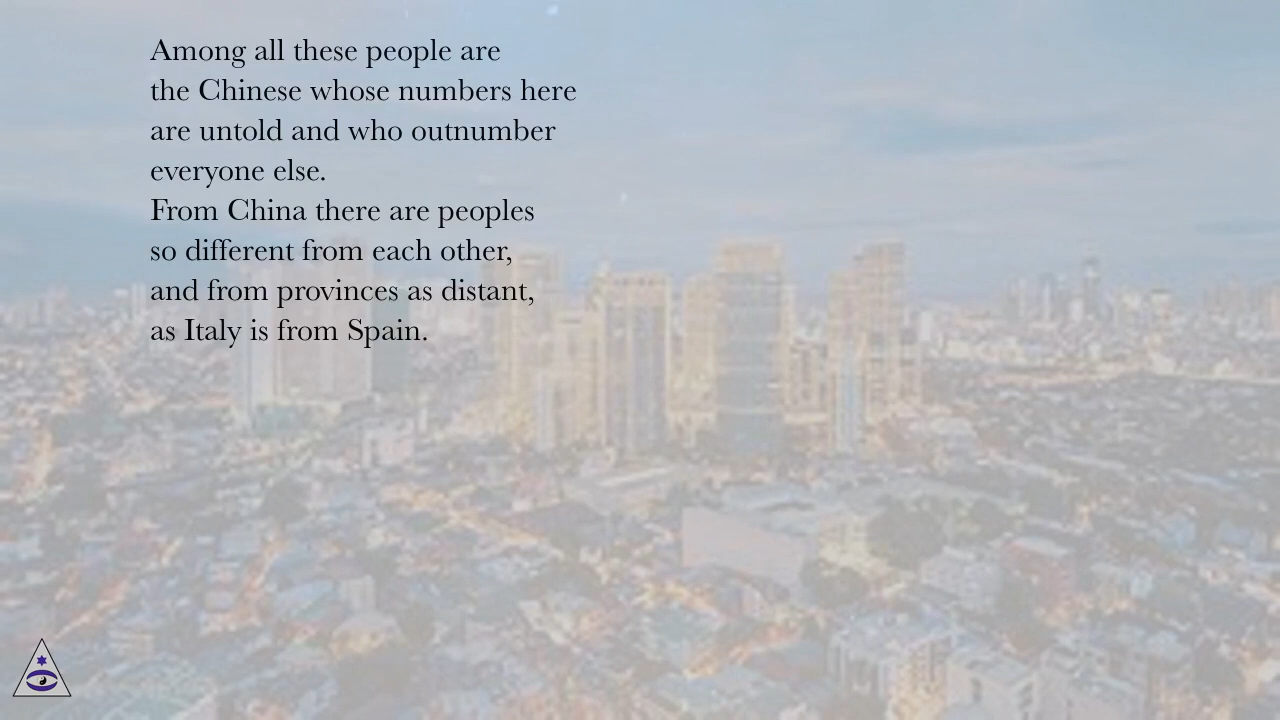 Among all these people are
the Chinese whose numbers here
are untold and who outnumber
everyone else.
From China there are peoples
so different from each other,
and from provinces as distant,
as Italy is from Spain.